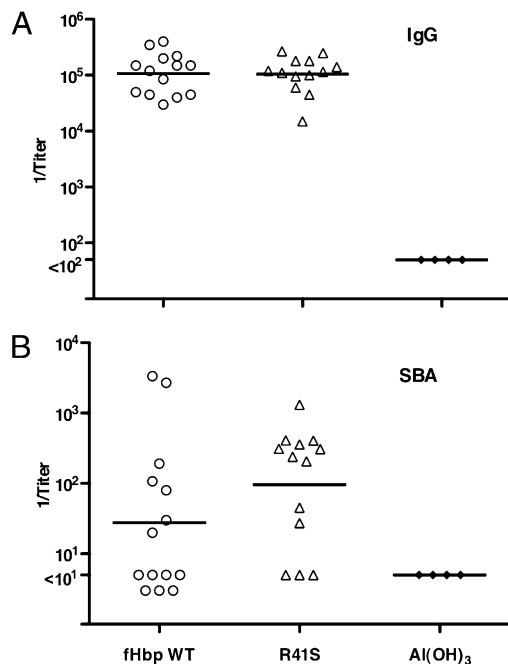 A
IgG
10⁶
10⁵
10⁴
10³
10²
<10²
1/Titer
B
SBA
10⁴
10³
10²
10¹
<10¹
1/Titer
fHbp WT R41S Al(OH)₃